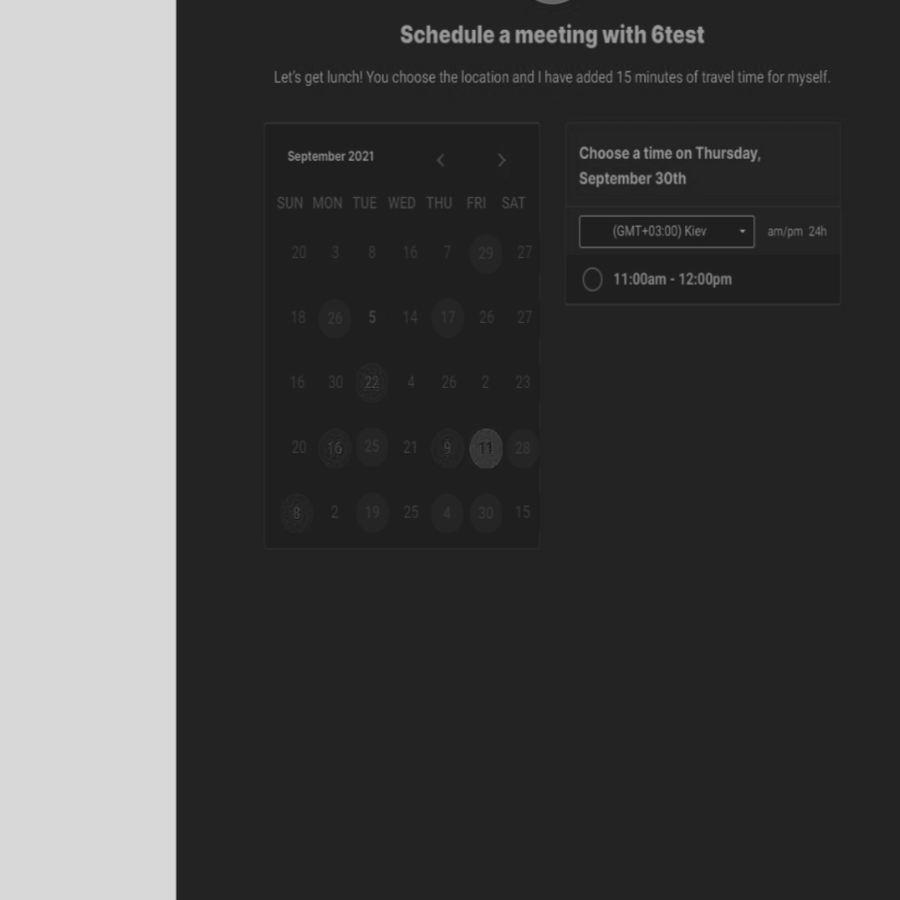 Schedule a meeting with 6test
Let's get lunch! You choose the location and I have added 15 minutes of travel time for myself.
September 2021
SUN MON TUE WED THU FRI SAT
20 3 8 16 7 29 27
18 26 5 14 17 26 27
16 30 22 4 26 2 23
20 16 25 21 9 11 28
8 2 19 25 4 30 15
Choose a time on Thursday,
September 30th
(GMT+03:00) Kiev am/pm 24h
11:00am - 12:00pm